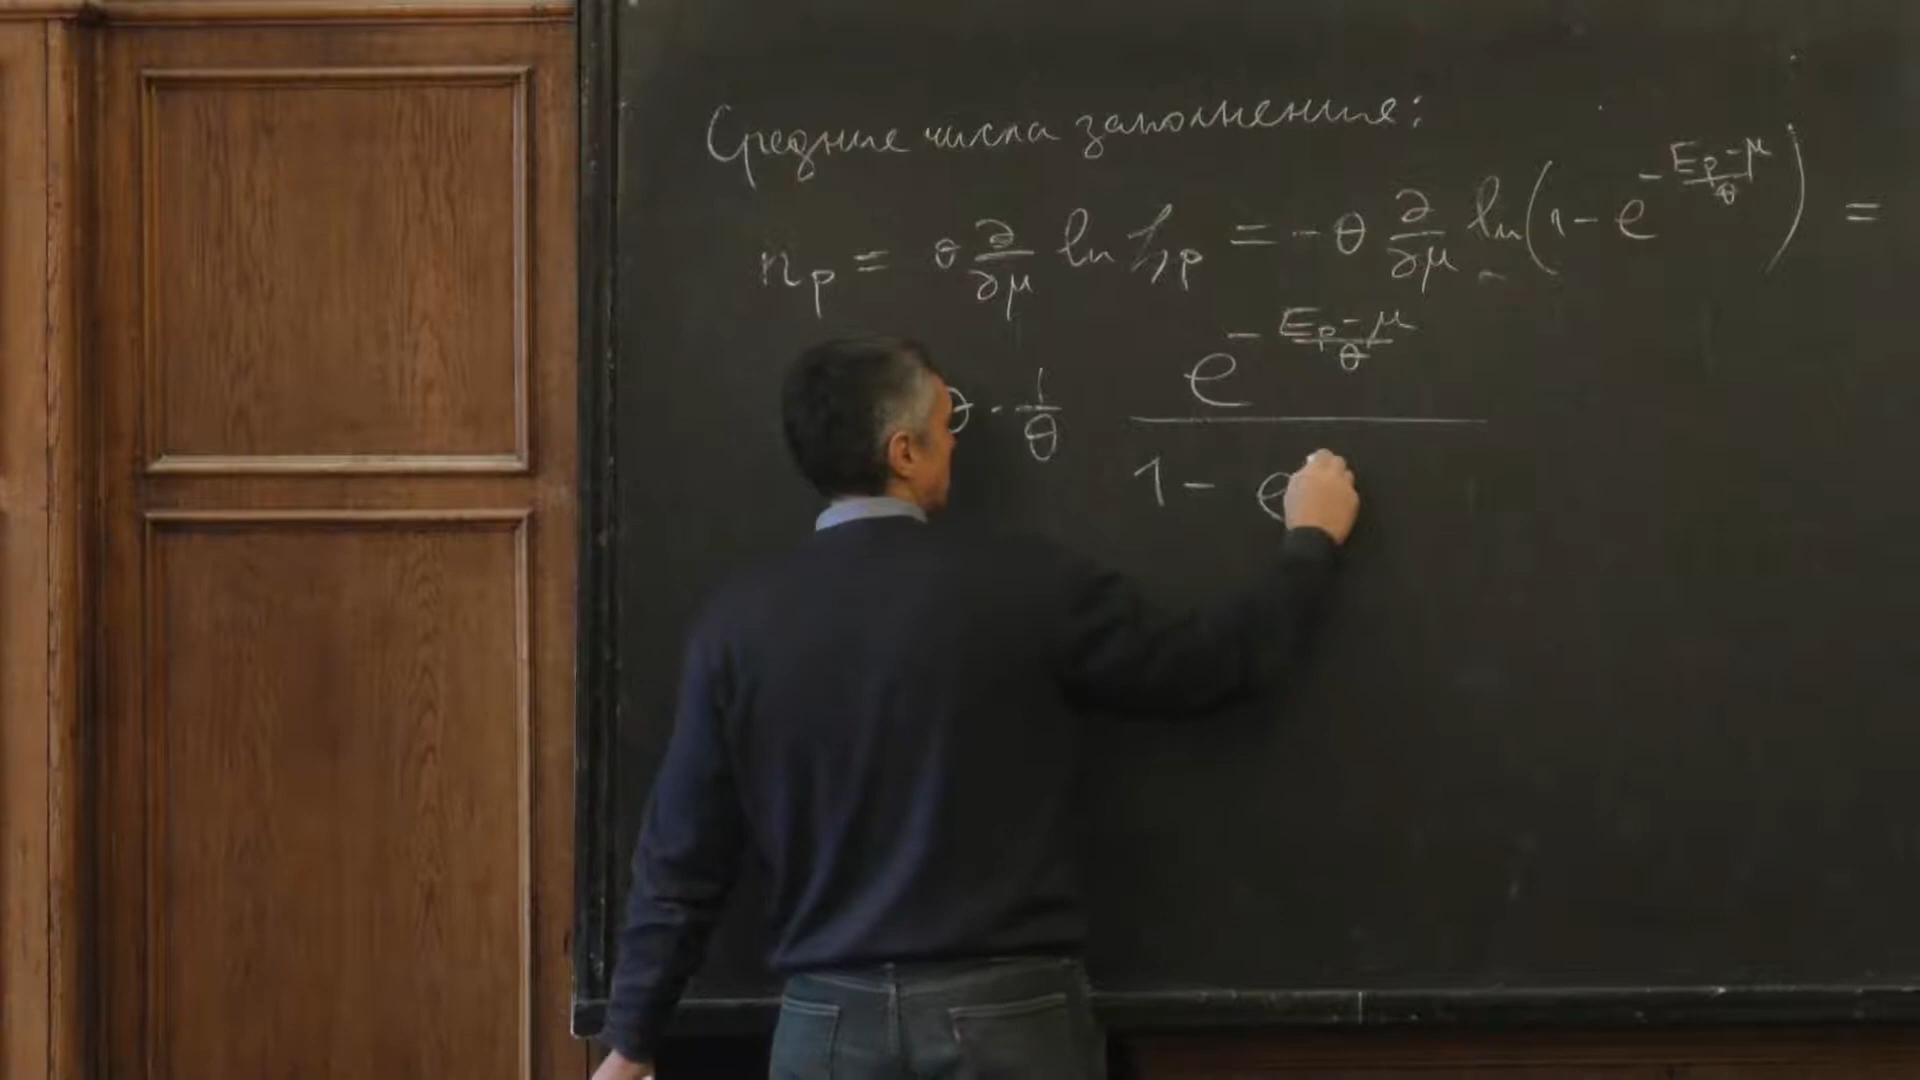 Средние числа заполнения:
n_p = θ ∂/∂μ ln ζ_p = - θ ∂/∂μ ln(1 - e^{-(E_p-μ)/θ}) =
θ · 1/θ e^{-(E_p-μ)/θ} / 1 - e